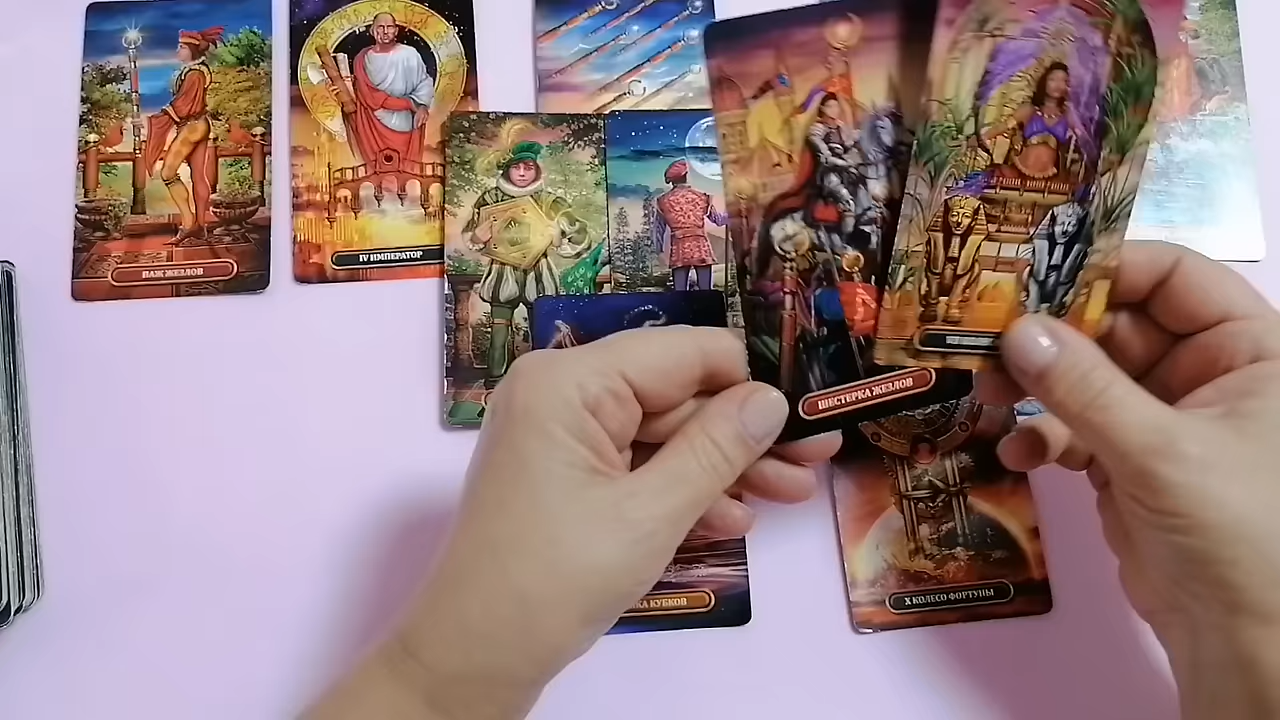 ПАЖ ЖЕЗЛОВ
IV ИМПЕРАТОР
ШЕСТЕРКА ЖЕЗЛОВ
X КОЛЕСО ФОРТУНЫ
КУБКОВ